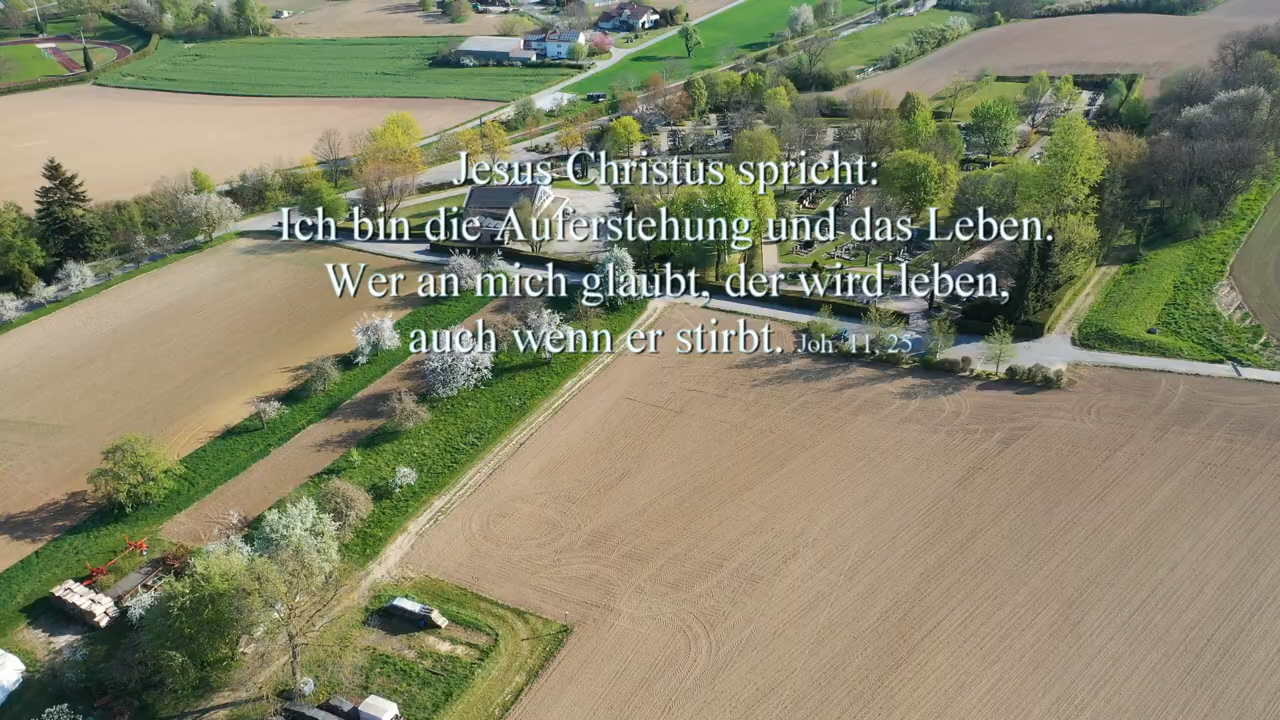 Jesus Christus spricht:
Ich bin die Auferstehung und das Leben.
Wer an mich glaubt, der wird leben,
auch wenn er stirbt. Joh. 11, 25